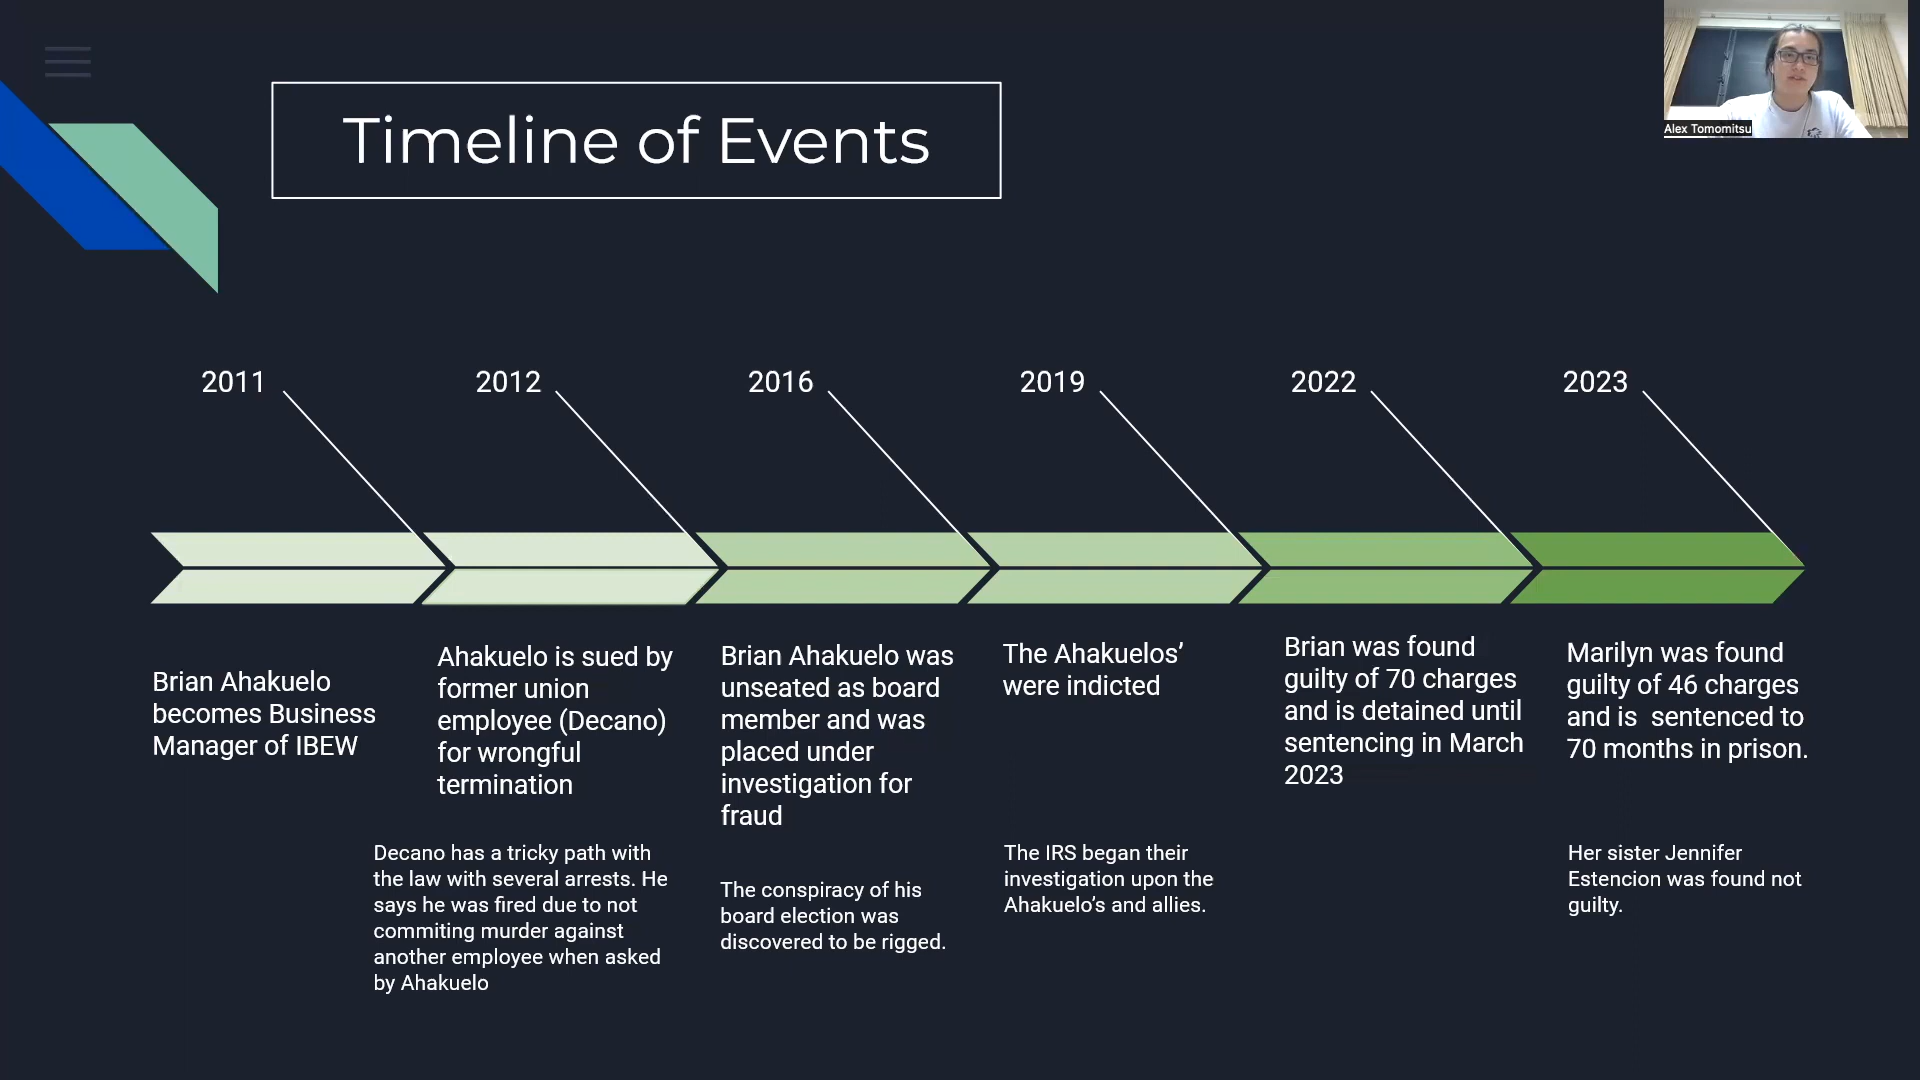 Timeline of Events
Alex Tomomitsu
2011
2012
2016
2019
2022
2023
Brian Ahakuelo
becomes Business
Manager of IBEW
Ahakuelo is sued by
former union
employee (Decano)
for wrongful
termination
Decano has a tricky path with
the law with several arrests. He
says he was fired due to not
commiting murder against
another employee when asked
by Ahakuelo
Brian Ahakuelo was
unseated as board
member and was
placed under
investigation for
fraud
The conspiracy of his
board election was
discovered to be rigged.
The Ahakuelos’
were indicted
The IRS began their
investigation upon the
Ahakuelo’s and allies.
Brian was found
guilty of 70 charges
and is detained until
sentencing in March
2023
Marilyn was found
guilty of 46 charges
and is  sentenced to
70 months in prison.
Her sister Jennifer
Estencion was found not
guilty.